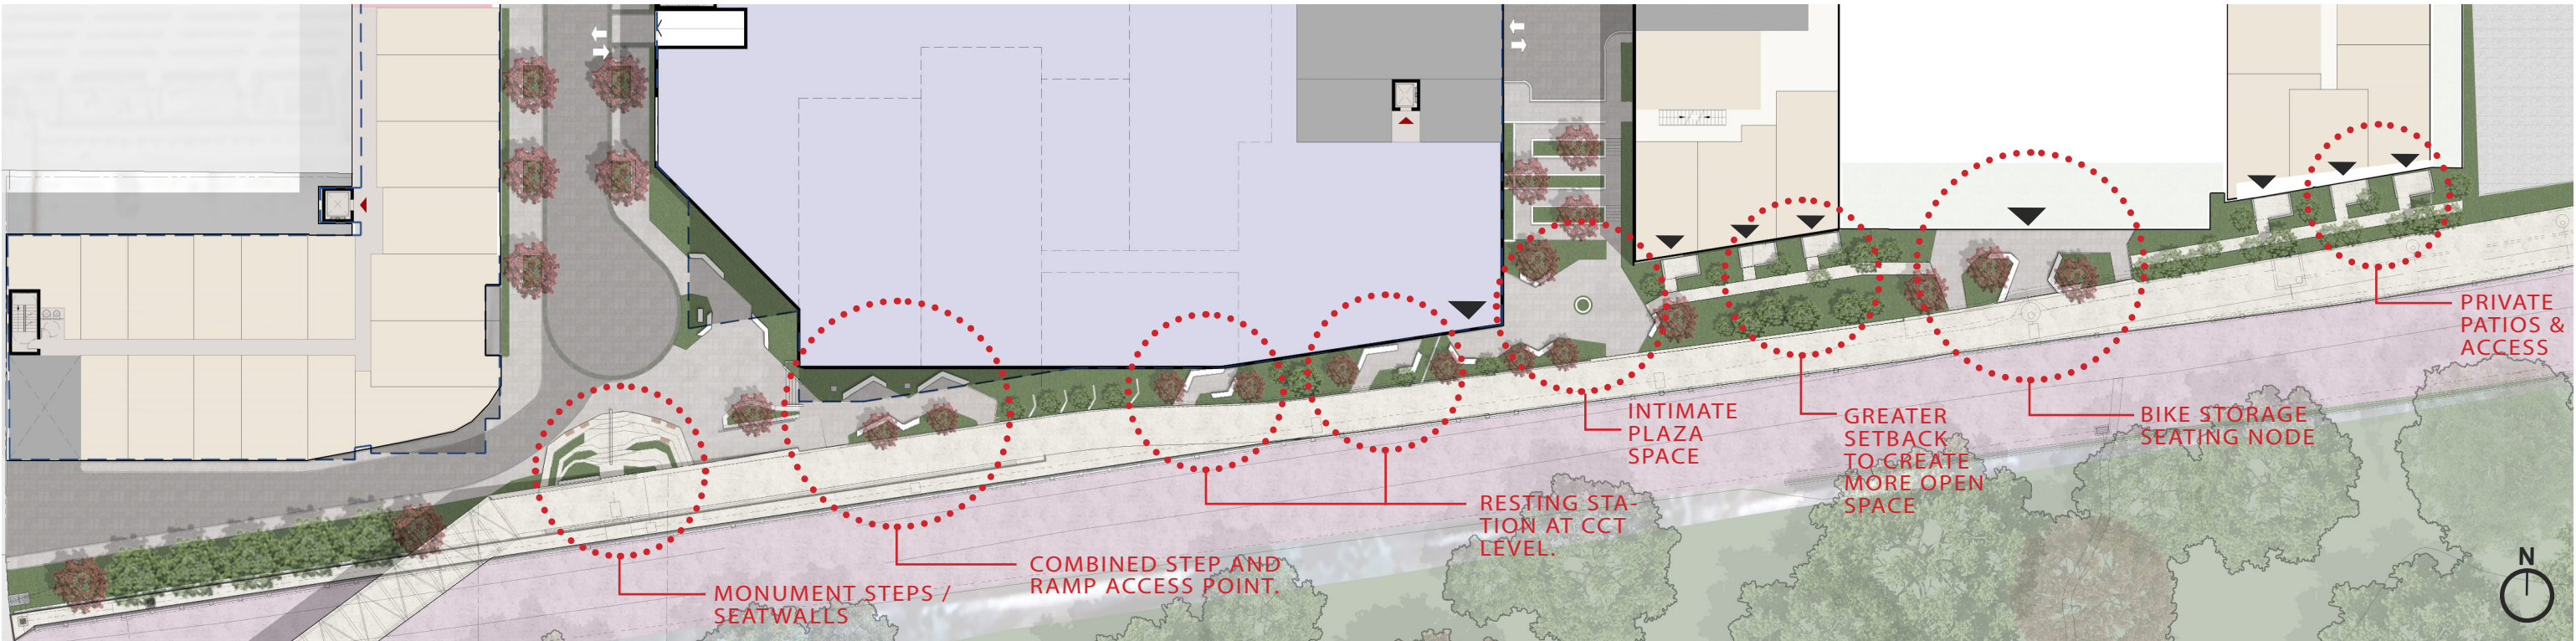 PRIVATE
PATIOS &
ACCESS
INTIMATE
PLAZA
SPACE
GREATER
SETBACK
TO CREATE
MORE OPEN
SPACE
BIKE STORAGE
SEATING NODE
RESTING STA-
TION AT CCT
LEVEL.
COMBINED STEP AND
RAMP ACCESS POINT.
MONUMENT STEPS /
SEATWALLS
N